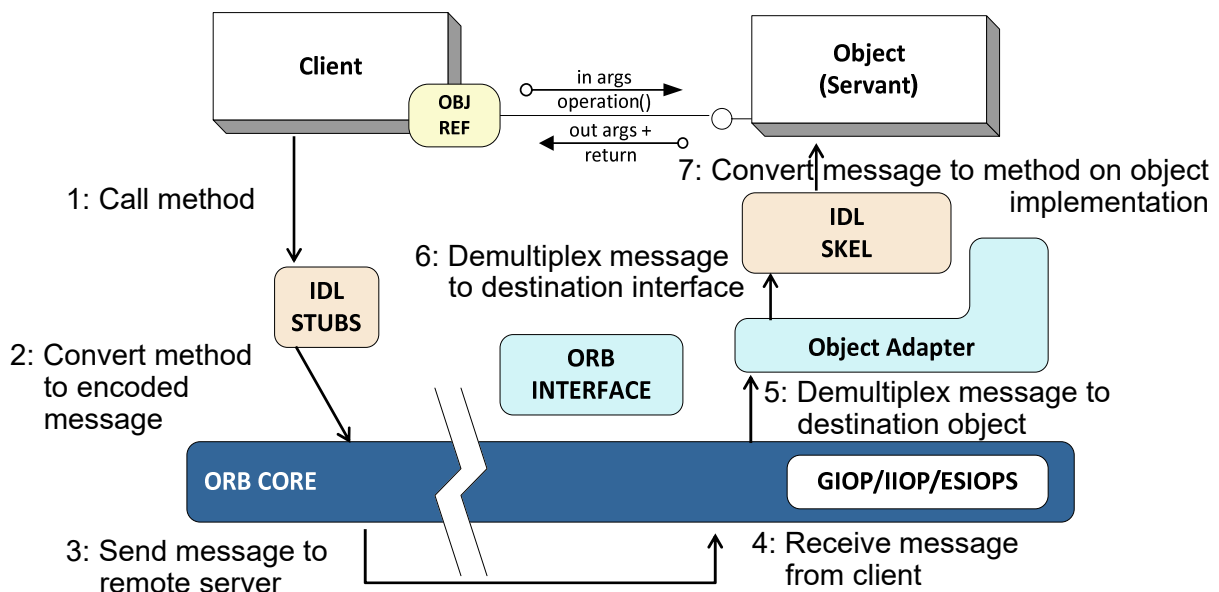 Client
OBJ
REF
in args
operation()
out args +
return
Object
(Servant)
1: Call method
7: Convert message to method on object
implementation
IDL
SKEL
6: Demultiplex message
to destination interface
IDL
STUBS
2: Convert method
to encoded
message
ORB
INTERFACE
Object Adapter
5: Demultiplex message to
destination object
ORB CORE
GIOP/IIOP/ESIOPS
3: Send message to
remote server
4: Receive message
from client